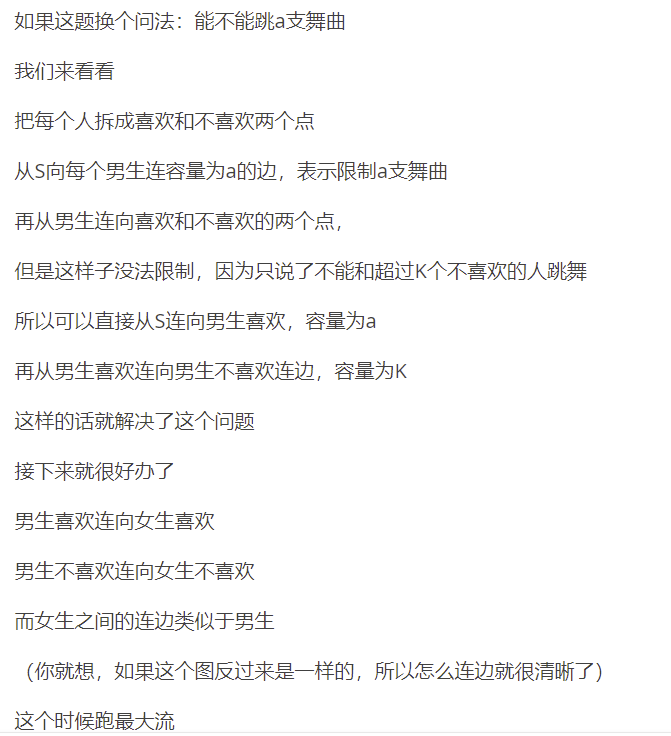 如果这题换个问法：能不能跳a支舞曲
我们来看看
把每个人拆成喜欢和不喜欢两个点
从S向每个男生连容量为a的边，表示限制a支舞曲
再从男生连向喜欢和不喜欢的两个点，
但是这样子没法限制，因为只说了不能和超过K个不喜欢的人跳舞
所以可以直接从S连向男生喜欢，容量为a
再从男生喜欢连向男生不喜欢连边，容量为K
这样的话就解决了这个问题
接下来就很好办了
男生喜欢连向女生喜欢
男生不喜欢连向女生不喜欢
而女生之间的连边类似于男生
（你就想，如果这个图反过来是一样的，所以怎么连边就很清晰了）
这个时候跑最大流